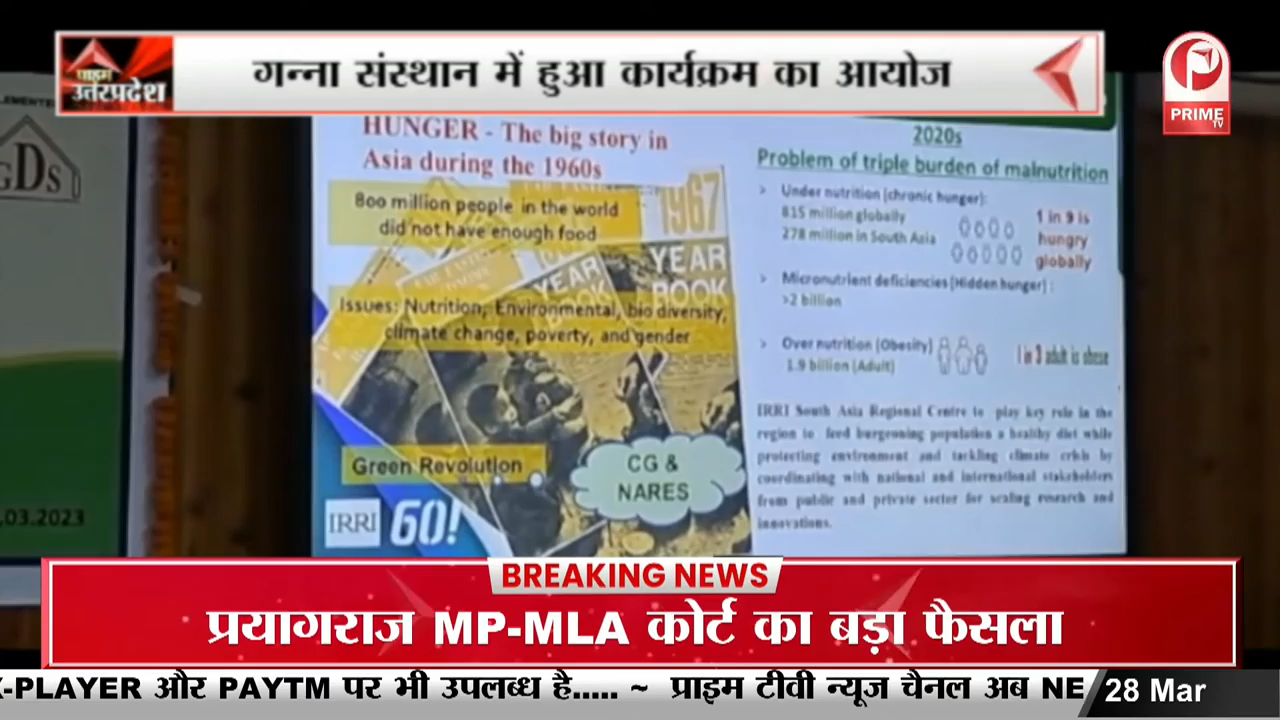 प्राइम
उत्तरप्रदेश
गन्ना संस्थान में हुआ कार्यक्रम का आयोज
PRIME
TV
GDs
.03.2023
HUNGER - The big story in
Asia during the 1960s
800 million people in the world
did not have enough food
1967
YEAR
BOOK
YEAR
BOOK
Issues: Nutrition, Environmental, bio diversity,
climate change, poverty, and gender
Green Revolution
CG &
NARES
IRRI 60!
2020s
Problem of triple burden of malnutrition
Under nutrition (chronic hunger):
815 million globally
278 million in South Asia
1 in 9 is
hungry
globally
Micronutrient deficiencies (Hidden hunger) :
>2 billion
Over nutrition (Obesity)
1.9 billion (Adult)
1 in 3 adult is obese
IRRI South Asia Regional Centre to play key role in the
region to feed burgeoning population a healthy diet while
protecting environment and tackling climate crisis by
coordinating with national and international stakeholders
from public and private sector for scaling research and
innovations.
BREAKING NEWS
प्रयागराज MP-MLA कोर्ट का बड़ा फैसला
X-PLAYER और PAYTM पर भी उपलब्ध है..... ~ प्राइम टीवी न्यूज चैनल अब NE
28 Mar